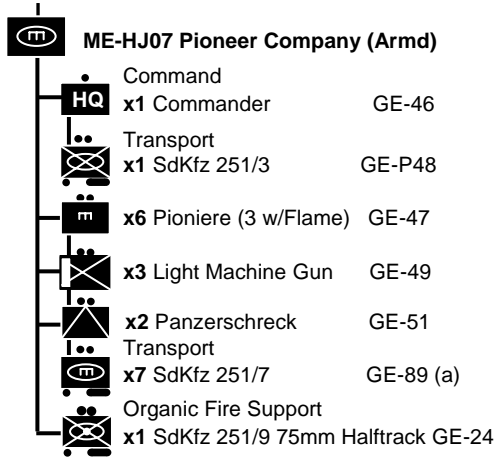 ME-HJ07 Pioneer Company (Armd)
Command
HQ x1 Commander GE-46
Transport
x1 SdKfz 251/3 GE-P48
x6 Pioniere (3 w/Flame) GE-47
x3 Light Machine Gun GE-49
x2 Panzerschreck GE-51
Transport
x7 SdKfz 251/7 GE-89 (a)
Organic Fire Support
x1 SdKfz 251/9 75mm Halftrack GE-24